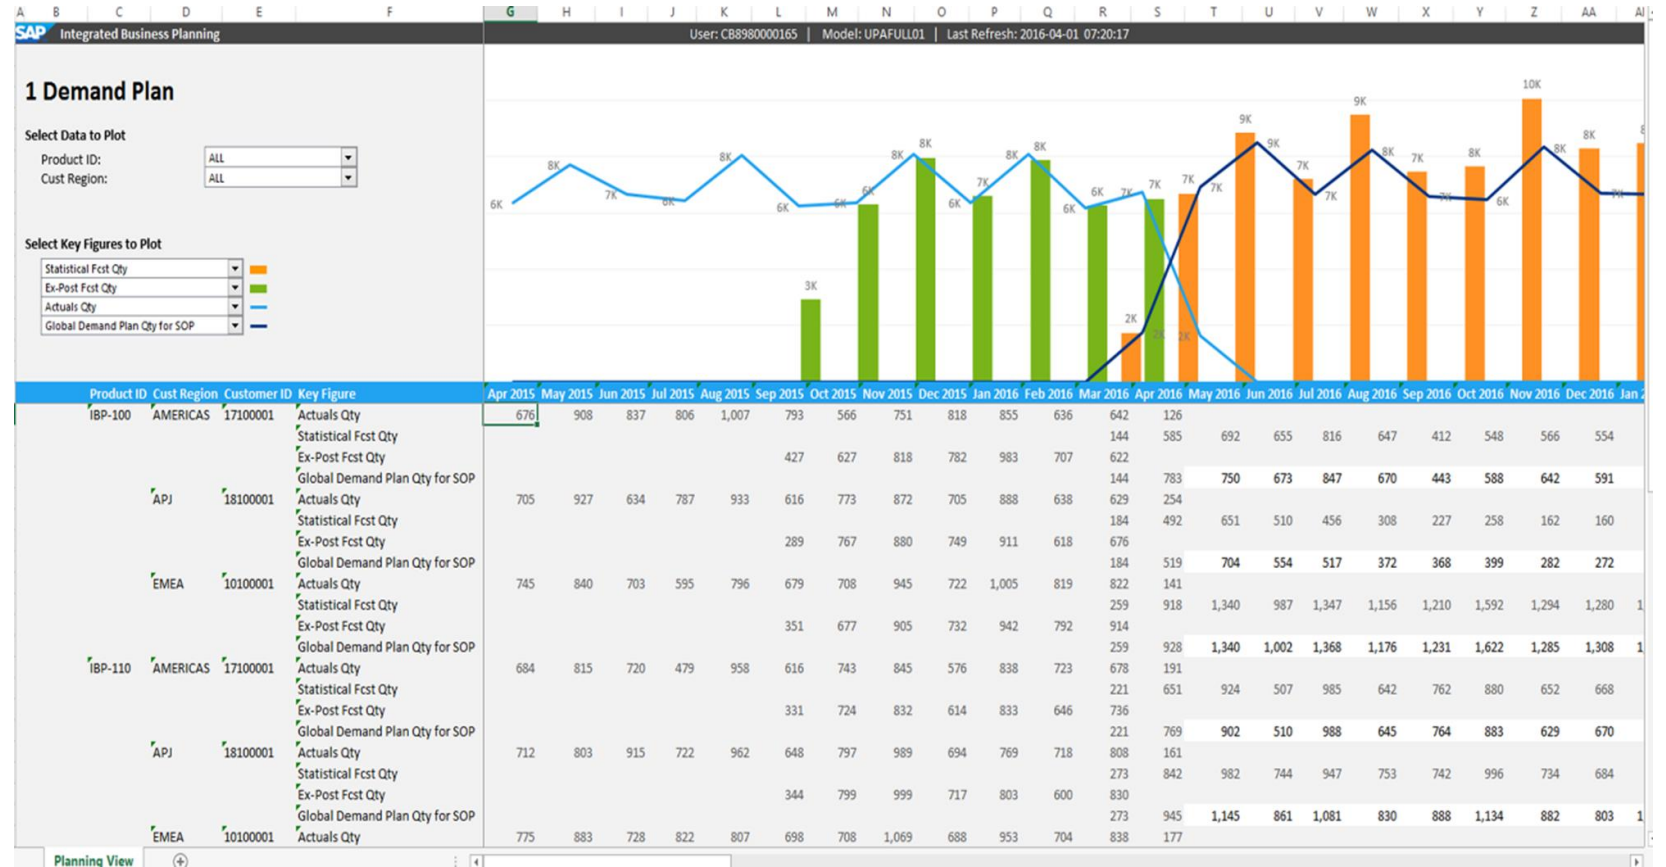 A B C D E F G H I J K L M N O P Q R S T U V W X Y Z AA
SAP Integrated Business Planning User: CB8980000165 | Model: UPAFULL01 | Last Refresh: 2016-04-01 07:20:17
1 Demand Plan
Select Data to Plot
Product ID: ALL
Cust Region: ALL
Select Key Figures to Plot
Statistical Fcst Qty
Ex-Post Fcst Qty
Actuals Qty
Global Demand Plan Qty for SOP
6K 8K 7K 6K 8K 6K 3K 6K 6K 8K 8K 6K 7K 8K 8K 6K 6K 7K 2K 7K 2K 7K 2K 7K 9K 9K 7K 7K 9K 8K 7K 7K 8K 6K 10K 8K 8K 7K
Product ID Cust Region Customer ID Key Figure Apr 2015 May 2015 Jun 2015 Jul 2015 Aug 2015 Sep 2015 Oct 2015 Nov 2015 Dec 2015 Jan 2016 Feb 2016 Mar 2016 Apr 2016 May 2016 Jun 2016 Jul 2016 Aug 2016 Sep 2016 Oct 2016 Nov 2016 Dec 2016 Jan
IBP-100 AMERICAS 17100001 Actuals Qty 676 908 837 806 1,007 793 566 751 818 855 636 642 126
Statistical Fcst Qty 144 585 692 655 816 647 412 548 566 554
Ex-Post Fcst Qty 427 627 818 782 983 707 622
Global Demand Plan Qty for SOP 144 783 750 673 847 670 443 588 642 591
APJ 18100001 Actuals Qty 705 927 634 787 933 616 773 872 705 888 638 629 254
Statistical Fcst Qty 184 492 651 510 456 308 227 258 162 160
Ex-Post Fcst Qty 289 767 880 749 911 618 676
Global Demand Plan Qty for SOP 184 519 704 554 517 372 368 399 282 272
EMEA 10100001 Actuals Qty 745 840 703 595 796 679 708 945 722 1,005 819 822 141
Statistical Fcst Qty 259 918 1,340 987 1,347 1,156 1,210 1,592 1,294 1,280
Ex-Post Fcst Qty 351 677 905 732 942 792 914
Global Demand Plan Qty for SOP 259 928 1,340 1,002 1,368 1,176 1,231 1,622 1,285 1,308
IBP-110 AMERICAS 17100001 Actuals Qty 684 815 720 479 958 616 743 845 576 838 723 678 191
Statistical Fcst Qty 221 651 924 507 985 642 762 880 652 668
Ex-Post Fcst Qty 331 724 832 614 833 646 736
Global Demand Plan Qty for SOP 221 769 902 510 988 645 764 883 629 670
APJ 18100001 Actuals Qty 712 803 915 722 962 648 797 989 694 769 718 808 161
Statistical Fcst Qty 273 842 982 744 947 753 742 996 734 684
Ex-Post Fcst Qty 344 799 999 717 803 600 830
Global Demand Plan Qty for SOP 273 945 1,145 861 1,081 830 888 1,134 882 803
EMEA 10100001 Actuals Qty 775 883 728 822 807 698 708 1,069 688 953 704 838 177
Planning View